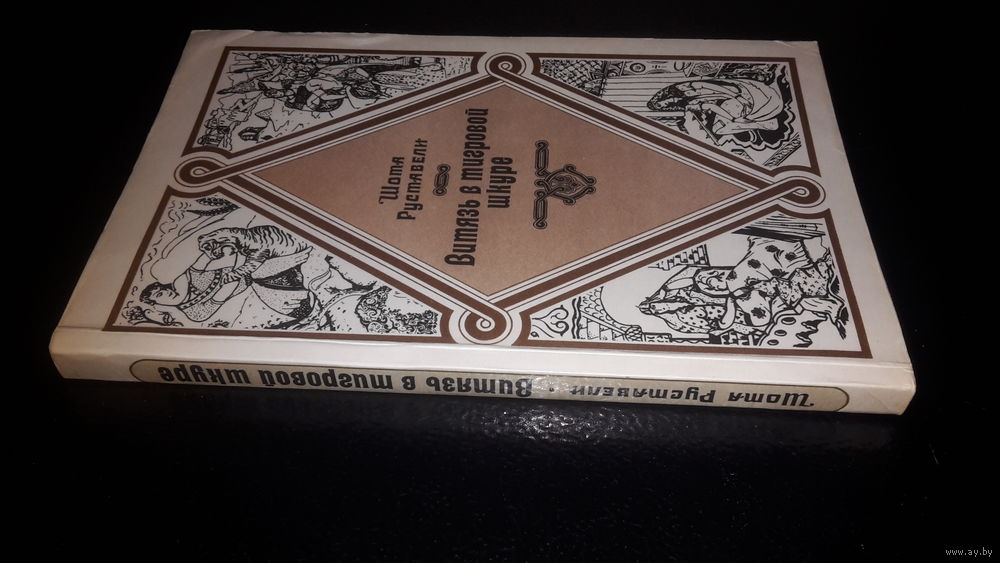 Шота
Руставели
Витязь в тигровой
шкуре
Шота Руставели · Витязь в тигровой шкуре
www.ay.by